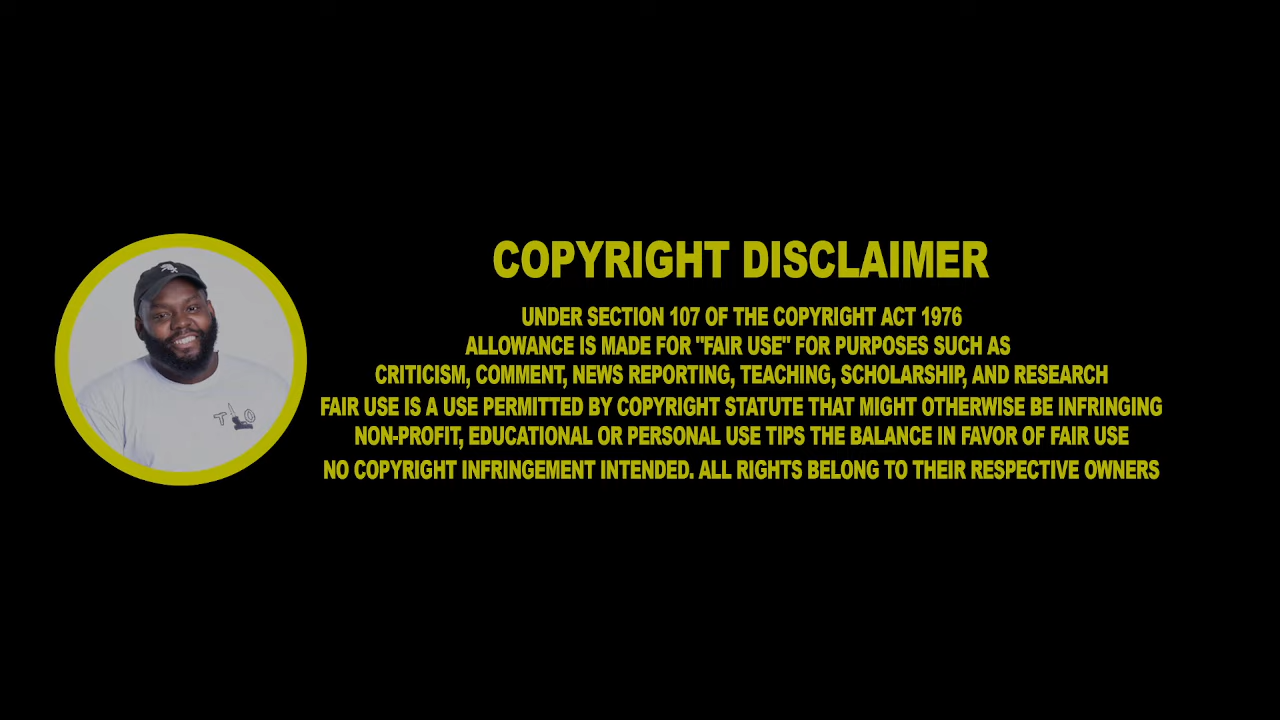 COPYRIGHT DISCLAIMER
UNDER SECTION 107 OF THE COPYRIGHT ACT 1976
ALLOWANCE IS MADE FOR "FAIR USE" FOR PURPOSES SUCH AS
CRITICISM, COMMENT, NEWS REPORTING, TEACHING, SCHOLARSHIP, AND RESEARCH
FAIR USE IS A USE PERMITTED BY COPYRIGHT STATUTE THAT MIGHT OTHERWISE BE INFRINGING
NON-PROFIT, EDUCATIONAL OR PERSONAL USE TIPS THE BALANCE IN FAVOR OF FAIR USE
NO COPYRIGHT INFRINGEMENT INTENDED. ALL RIGHTS BELONG TO THEIR RESPECTIVE OWNERS